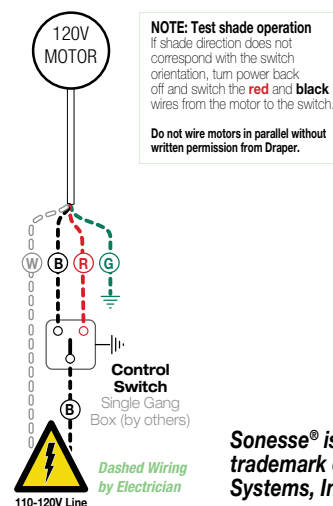 120V
MOTOR
NOTE: Test shade operation
If shade direction does not
correspond with the switch
orientation, turn power back
off and switch the red and black
wires from the motor to the switch.
Do not wire motors in parallel without
written permission from Draper.
W
B
R
G
Control
Switch
Single Gang
Box (by others)
B
Dashed Wiring
by Electrician
110-120V Line
Sonesse® is
trademark
Systems, In